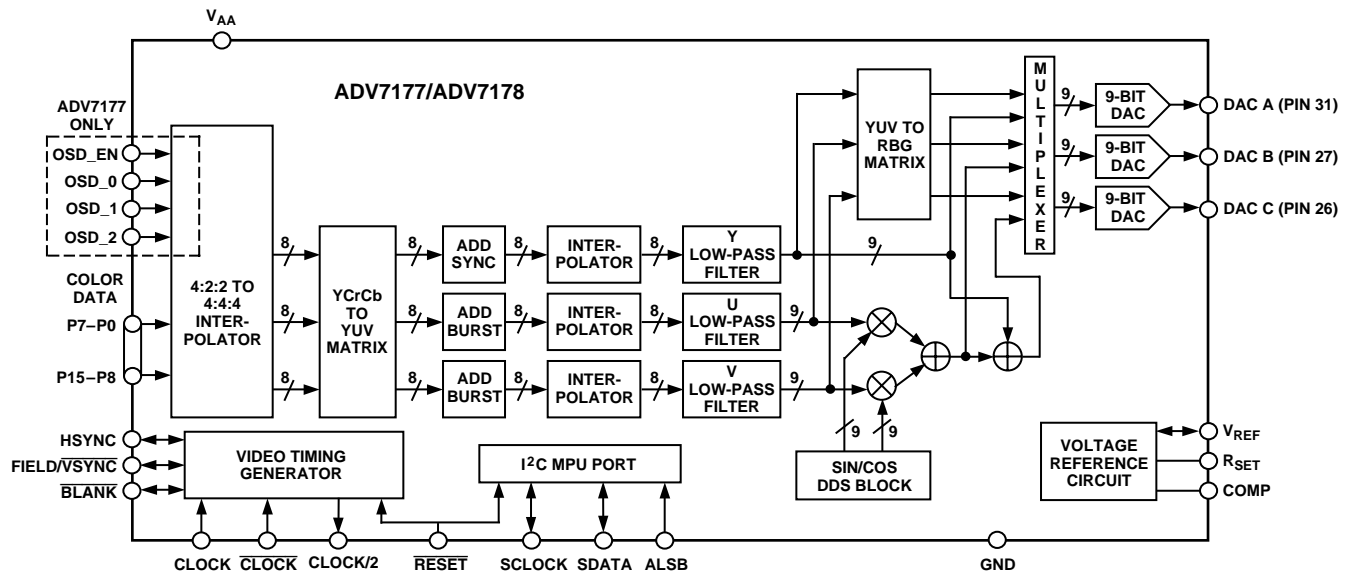 V_AA
ADV7177/ADV7178
ADV7177
ONLY
OSD_EN
OSD_0
OSD_1
OSD_2
COLOR
DATA
P7–P0
P15–P8
4:2:2 TO
4:4:4
INTER-
POLATOR
8
8
8
YCrCb
TO
YUV
MATRIX
8
8
8
ADD
SYNC
ADD
BURST
ADD
BURST
8
8
8
INTER-
POLATOR
INTER-
POLATOR
INTER-
POLATOR
8
8
8
Y
LOW-PASS
FILTER
U
LOW-PASS
FILTER
V
LOW-PASS
FILTER
9
9
9
YUV TO
RBG
MATRIX
MULTIPLEXER
9
9
9
9-BIT
DAC
9-BIT
DAC
9-BIT
DAC
DAC A (PIN 31)
DAC B (PIN 27)
DAC C (PIN 26)
9
9
SIN/COS
DDS BLOCK
HSYNC
FIELD/VSYNC
BLANK
VIDEO TIMING
GENERATOR
I2C MPU PORT
VOLTAGE
REFERENCE
CIRCUIT
V_REF
R_SET
COMP
CLOCK
CLOCK
CLOCK/2
RESET
SCLOCK
SDATA
ALSB
GND